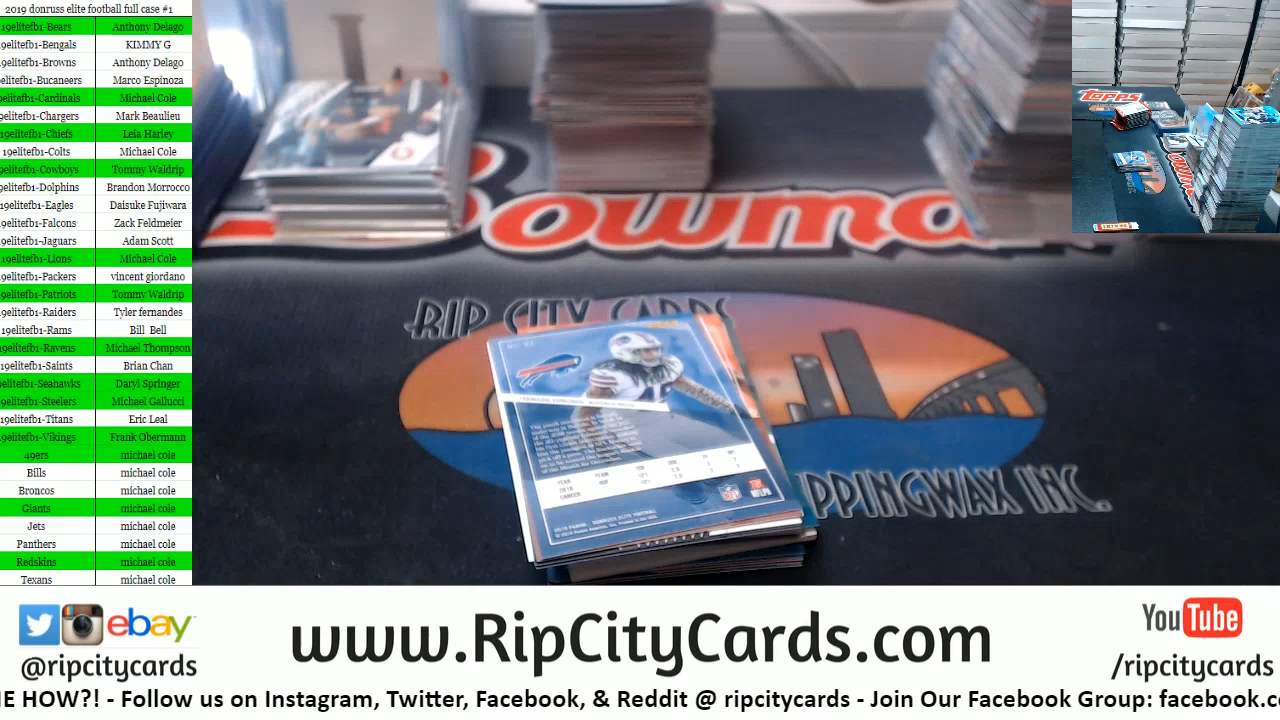 2019 donruss elite football full case #1
19elitefb1-Bears Anthony Delago
9elitefb1-Bengals KIMMY G
9elitefb1-Browns Anthony Delago
elitefb1-Bucaneers Marco Espinoza
elitefb1-Cardinals Michael Cole
9elitefb1-Chargers Mark Beaulieu
19elitefb1-Chiefs Leia Harley
19elitefb1-Colts Michael Cole
9elitefb1-Cowboys Tommy Waldrip
9elitefb1-Dolphins Brandon Morrocco
19elitefb1-Eagles Daisuke Fujiwara
9elitefb1-Falcons Zack Feldmeier
9elitefb1-Jaguars Adam Scott
19elitefb1-Lions Michael Cole
9elitefb1-Packers vincent giordano
9elitefb1-Patriots Tommy Waldrip
9elitefb1-Raiders Tyler fernandes
19elitefb1-Rams Bill Bell
9elitefb1-Ravens Michael Thompson
19elitefb1-Saints Brian Chan
elitefb1-Seahawks Daryl Springer
9elitefb1-Steelers Michael Gallucci
19elitefb1-Titans Eric Leal
9elitefb1-Vikings Frank Obermann
49ers michael cole
Bills michael cole
Broncos michael cole
Giants michael cole
Jets michael cole
Panthers michael cole
Redskins michael cole
Texans michael cole
Topps
Bowma
RIP CITY CARDS
PPINGWAX INC.
ebay
@ripcitycards
www.RipCityCards.com
YouTube
/ripcitycards
E HOW?! - Follow us on Instagram, Twitter, Facebook, & Reddit @ ripcitycards - Join Our Facebook Group: facebook.c